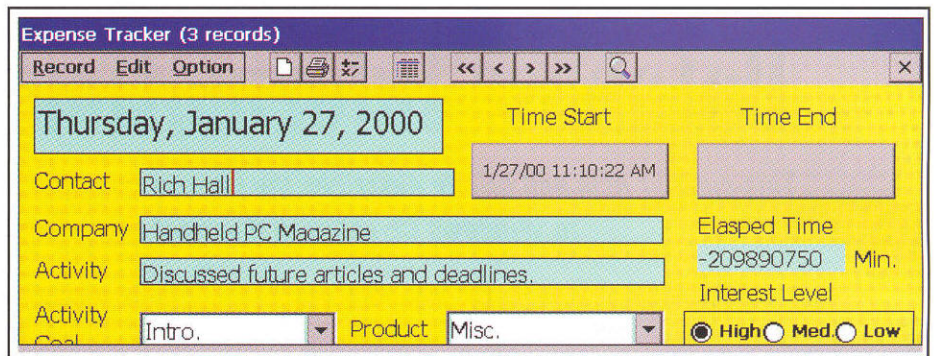 Expense Tracker (3 records)
Record Edit Option
Thursday, January 27, 2000
Time Start
Time End
1/27/00 11:10:22 AM
Contact Rich Hall
Company Handheld PC Magazine
Elasped Time
-209890750 Min.
Activity Discussed future articles and deadlines.
Interest Level
Activity Goal
Intro.
Product Misc.
High Med. Low